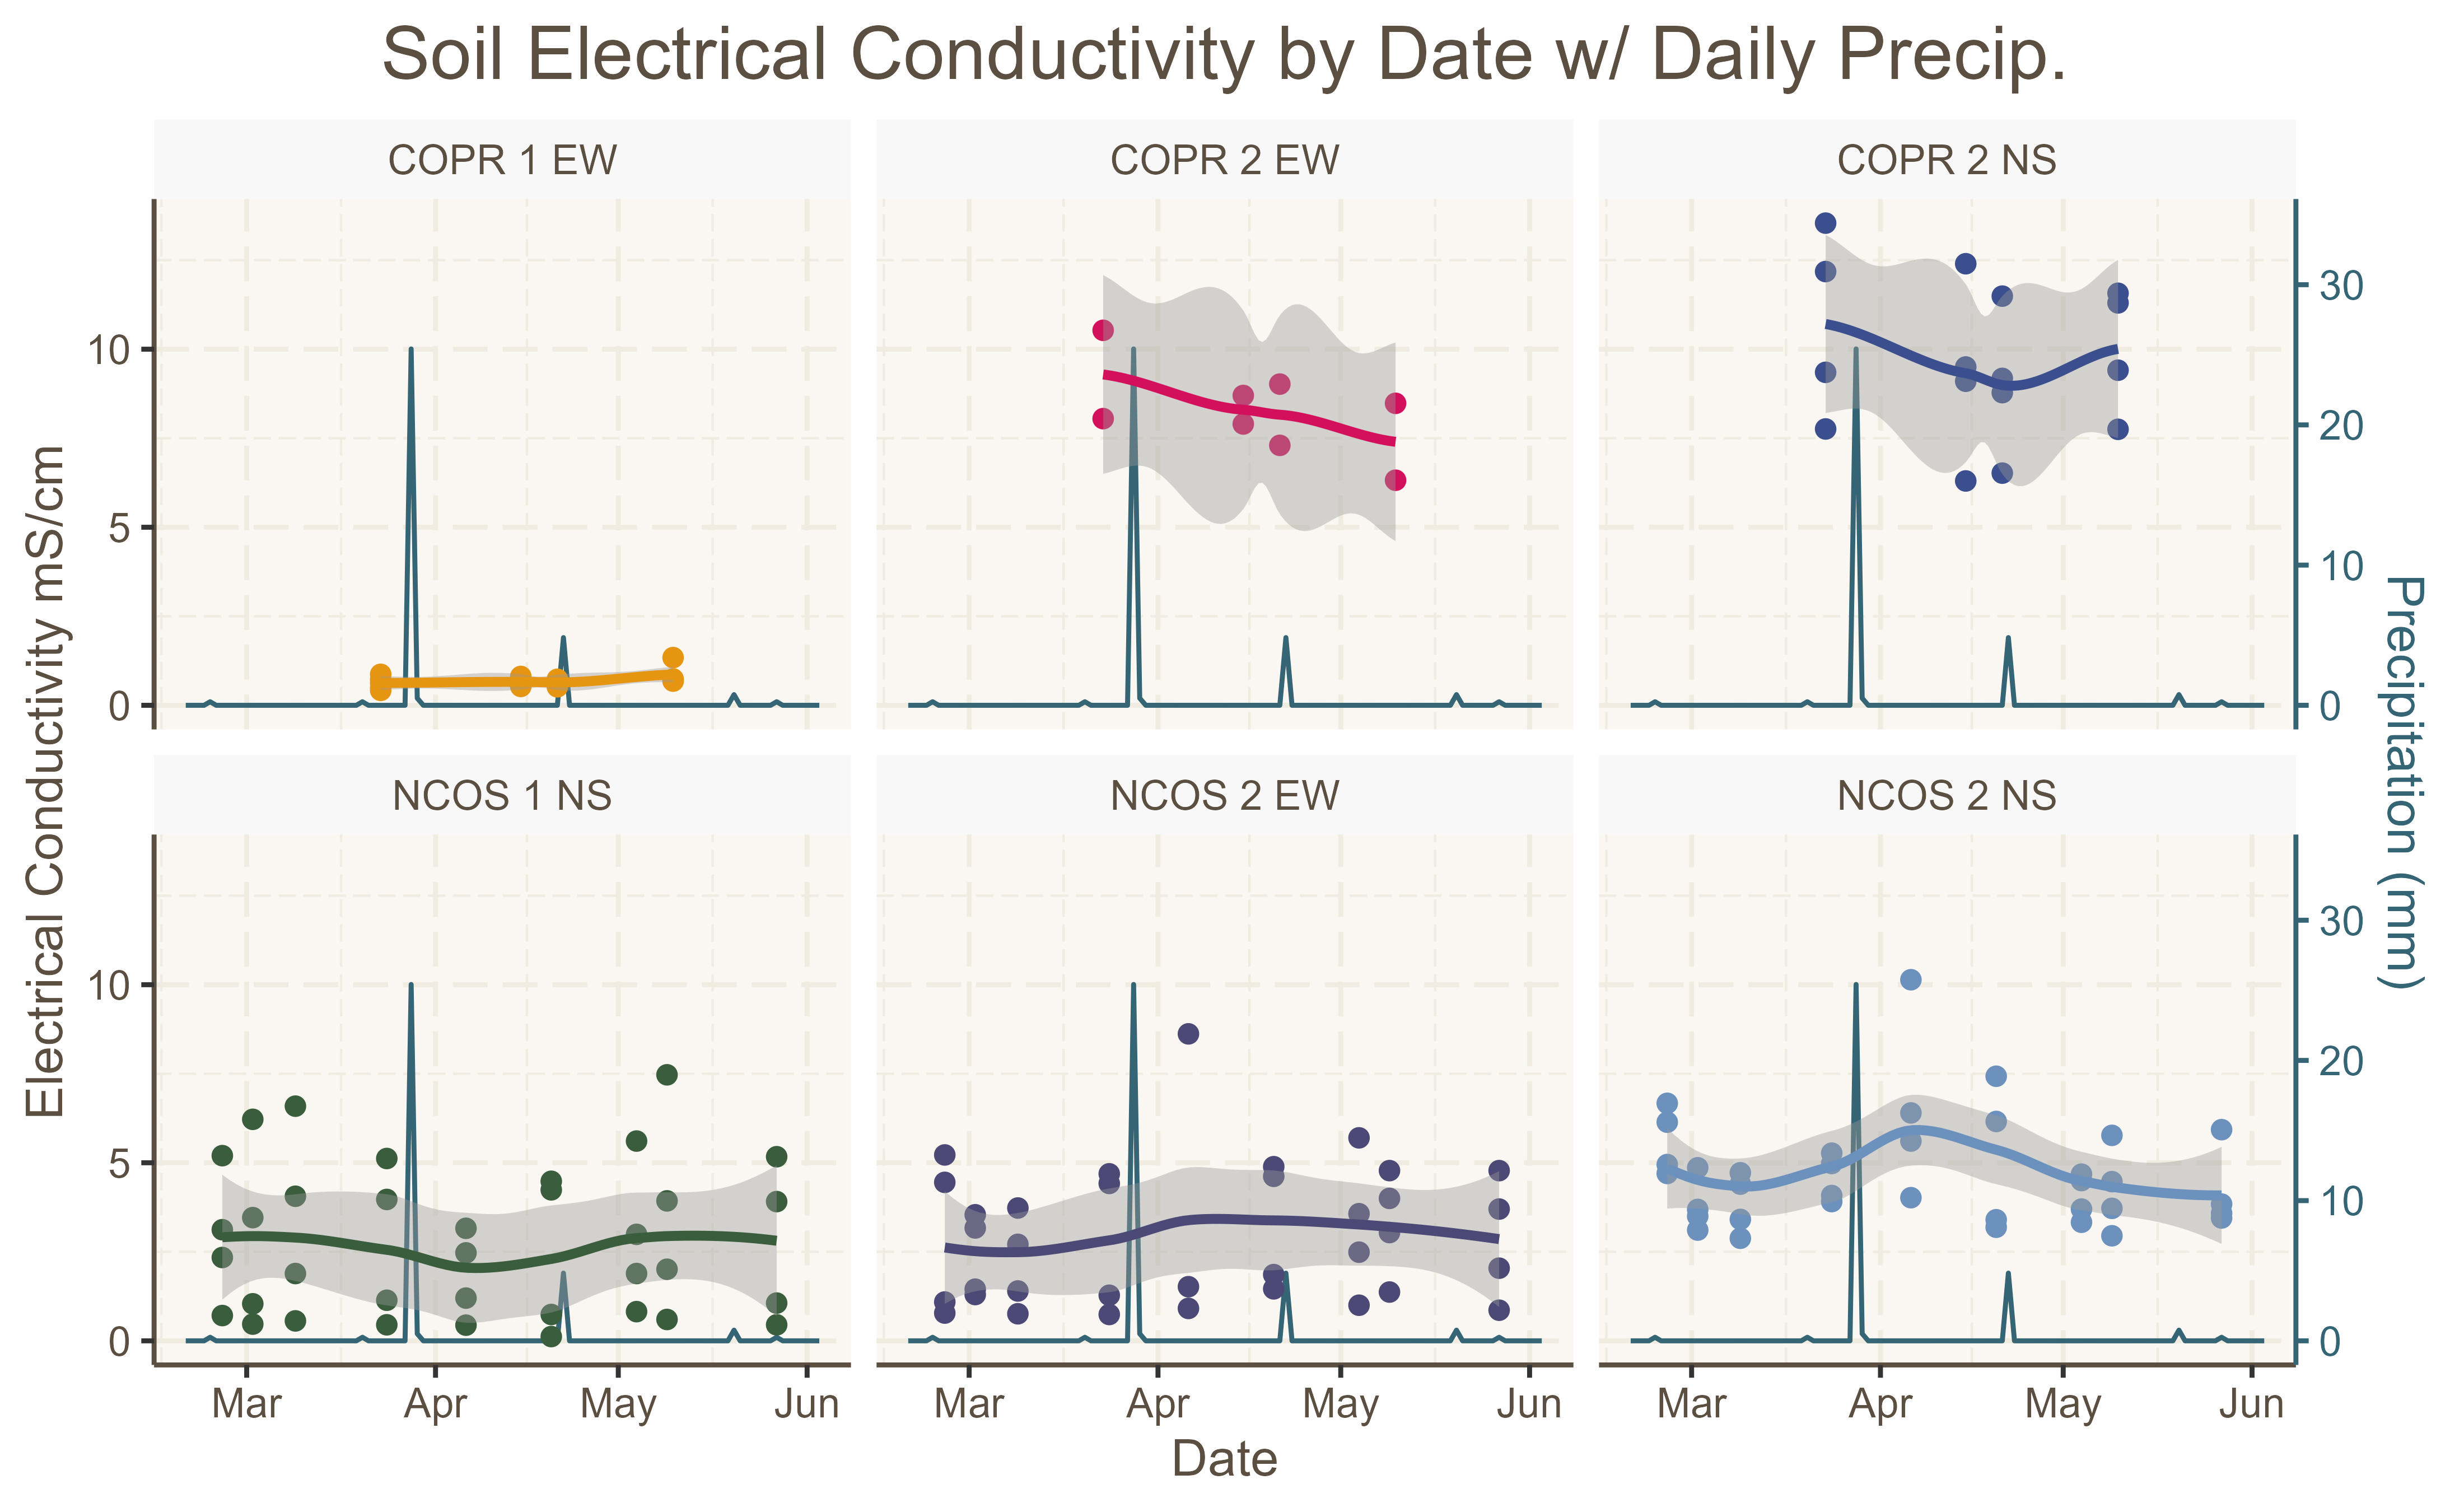 Soil Electrical Conductivity by Date w/ Daily Precip.
COPR 1 EW
COPR 2 EW
COPR 2 NS
10
5
0
30
20
10
0
Electrical Conductivity mS/cm
Precipitation (mm)
NCOS 1 NS
NCOS 2 EW
NCOS 2 NS
10
5
0
30
20
10
0
Mar Apr May Jun
Mar Apr May Jun
Mar Apr May Jun
Date